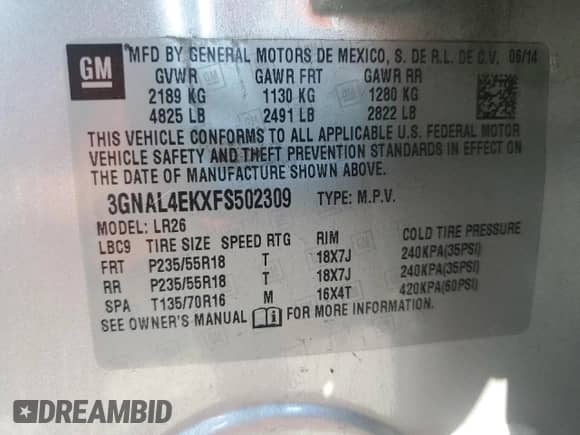 GM
MFD BY GENERAL MOTORS DE MEXICO, S. DE R.L. DE C.V. 06/14
GVWR GAWR FRT GAWR RR
2189 KG 1130 KG 1280 KG
4825 LB 2491 LB 2822 LB
THIS VEHICLE CONFORMS TO ALL APPLICABLE U.S. FEDERAL MOTOR
VEHICLE SAFETY AND THEFT PREVENTION STANDARDS IN EFFECT ON
THE DATE OF MANUFACTURE SHOWN ABOVE.
3GNAL4EKXFS502309 TYPE: M.P.V.
MODEL: LR26
LBC9 TIRE SIZE SPEED RTG RIM COLD TIRE PRESSURE
FRT P235/55R18 T 18X7J 240KPA(35PSI)
RR P235/55R18 T 18X7J 240KPA(35PSI)
SPA T135/70R16 M 16X4T 420KPA(60PSI)
SEE OWNER'S MANUAL FOR MORE INFORMATION.
DREAMBID